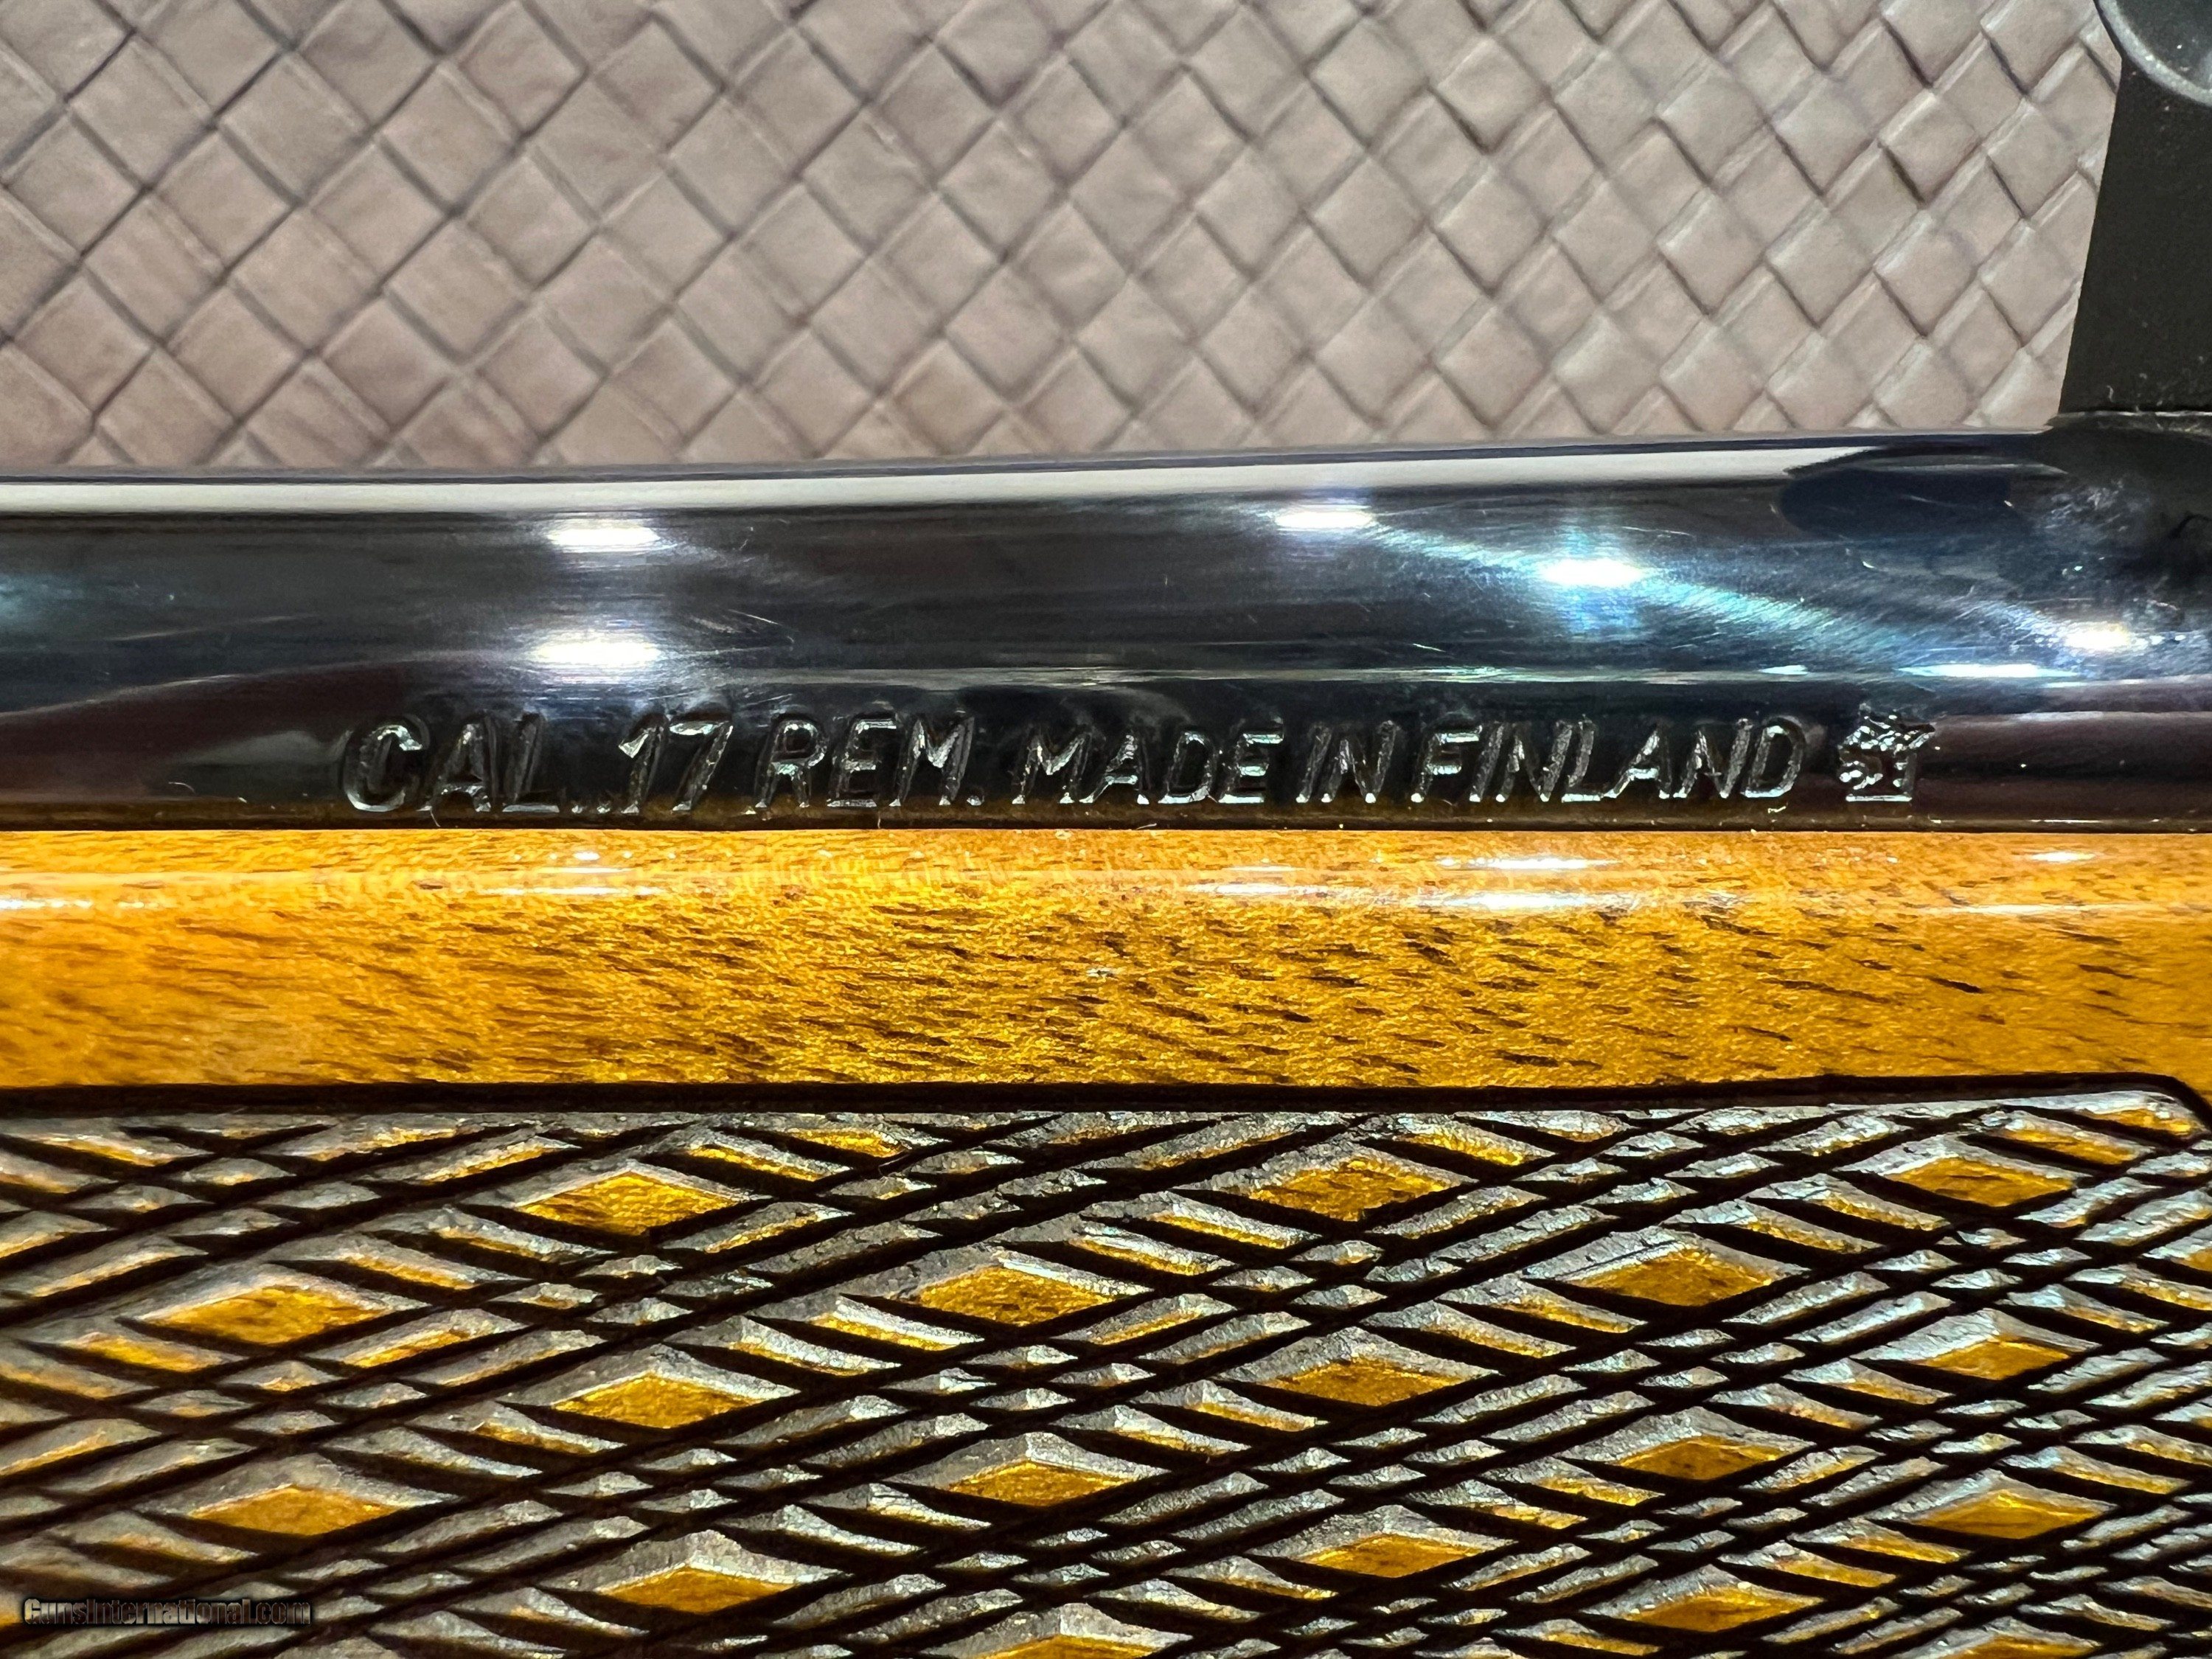 CAL. .17 REM. MADE IN FINLAND
GunsInternational.com